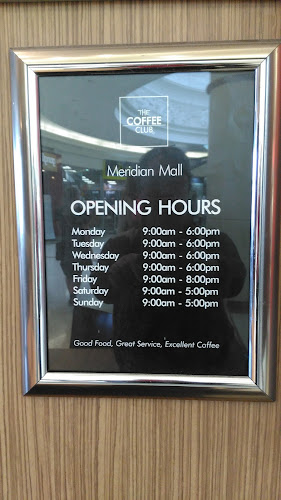 THE
COFFEE
CLUB
Meridian Mall
OPENING HOURS
Monday 9:00am - 6:00pm
Tuesday 9:00am - 6:00pm
Wednesday 9:00am - 6:00pm
Thursday 9:00am - 6:00pm
Friday 9:00am - 8:00pm
Saturday 9:00am - 5:00pm
Sunday 9:00am - 5:00pm
Good Food, Great Service, Excellent Coffee